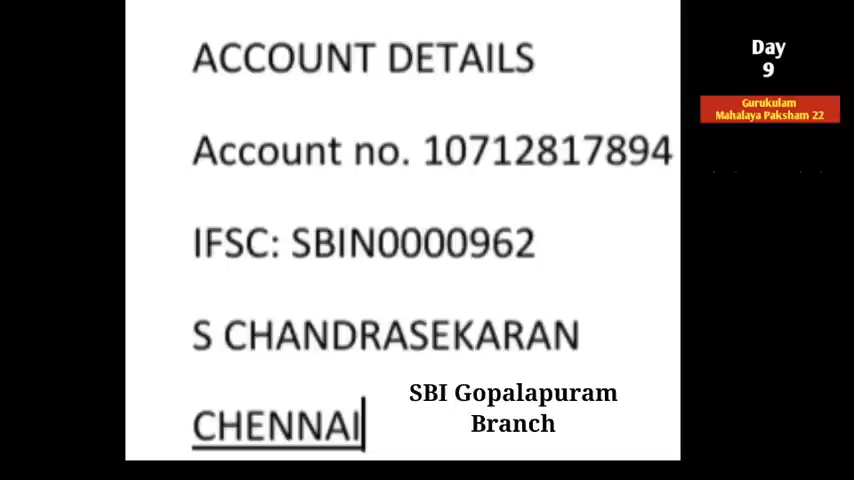 ACCOUNT DETAILS
Account no. 10712817894
IFSC: SBIN0000962
S CHANDRASEKARAN
CHENNAI
SBI Gopalapuram
Branch
Day
9
Gurukulam
Mahalaya Paksham 22